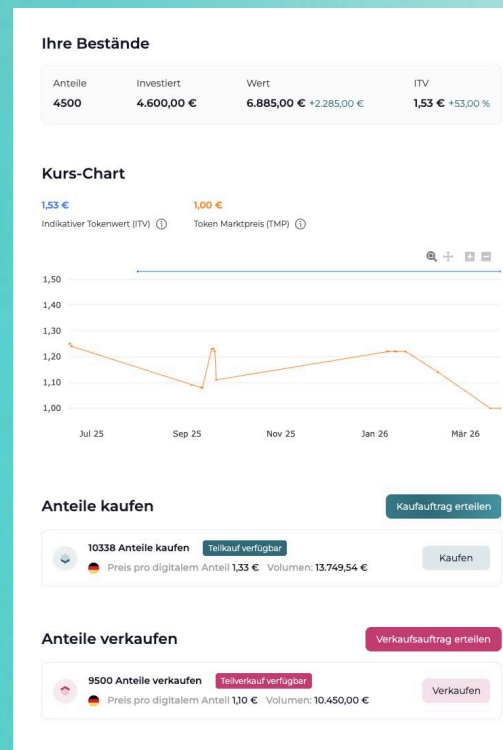 Ihre Bestände
Anteile Investiert Wert ITV
4500 4.600,00 € 6.885,00 € +2.285,00 € 1,53 € +53,00 %
Kurs-Chart
1,53 € 1,00 €
Indikativer Tokenwert (ITV) Token Marktpreis (TMP)
1,50
1,40
1,30
1,20
1,10
1,00
Jul 25 Sep 25 Nov 25 Jan 26 Mär 26
Anteile kaufen Kaufauftrag erteilen
10338 Anteile kaufen Teilkauf verfügbar
Preis pro digitalem Anteil 1,33 € Volumen: 13.749,54 € Kaufen
Anteile verkaufen Verkaufsauftrag erteilen
9500 Anteile verkaufen Teilverkauf verfügbar
Preis pro digitalem Anteil 1,10 € Volumen: 10.450,00 € Verkaufen